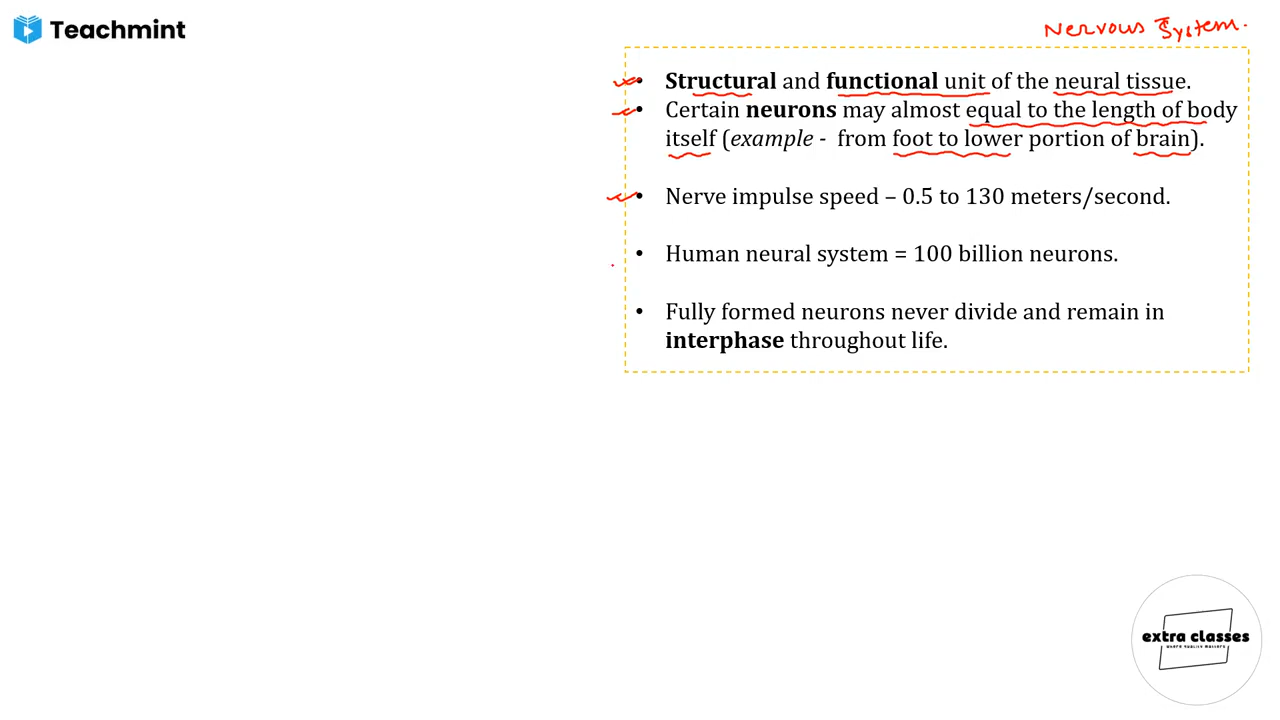 Teachmint
Nervous System.
• Structural and functional unit of the neural tissue.
• Certain neurons may almost equal to the length of body
itself (example - from foot to lower portion of brain).
• Nerve impulse speed – 0.5 to 130 meters/second.
• Human neural system = 100 billion neurons.
• Fully formed neurons never divide and remain in
interphase throughout life.
extra classes
WHERE QUALITY MATTERS